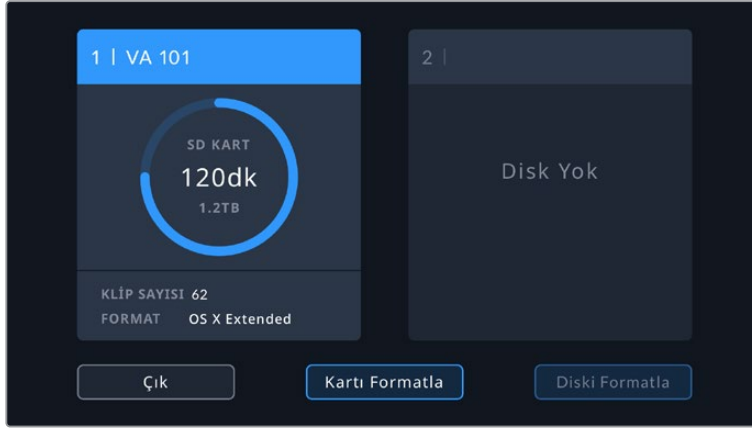 1 | VA 101
SD KART
120dk
1.2TB
KLİP SAYISI 62
FORMAT OS X Extended
2 |
Disk Yok
Çık
Kartı Formatla
Diski Formatla